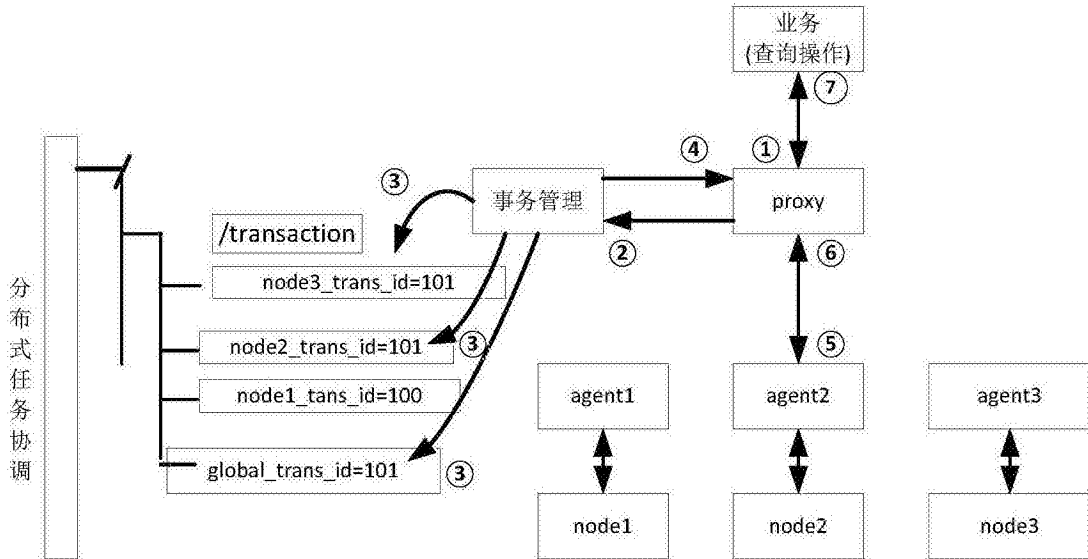 业务
(查询操作)
⑦
④
①
③
事务管理
proxy
/transaction
②
⑥
node3_trans_id=101
分布式任务协调
node2_trans_id=101
③
⑤
node1_tans_id=100
agent1
agent2
agent3
global_trans_id=101
③
node1
node2
node3